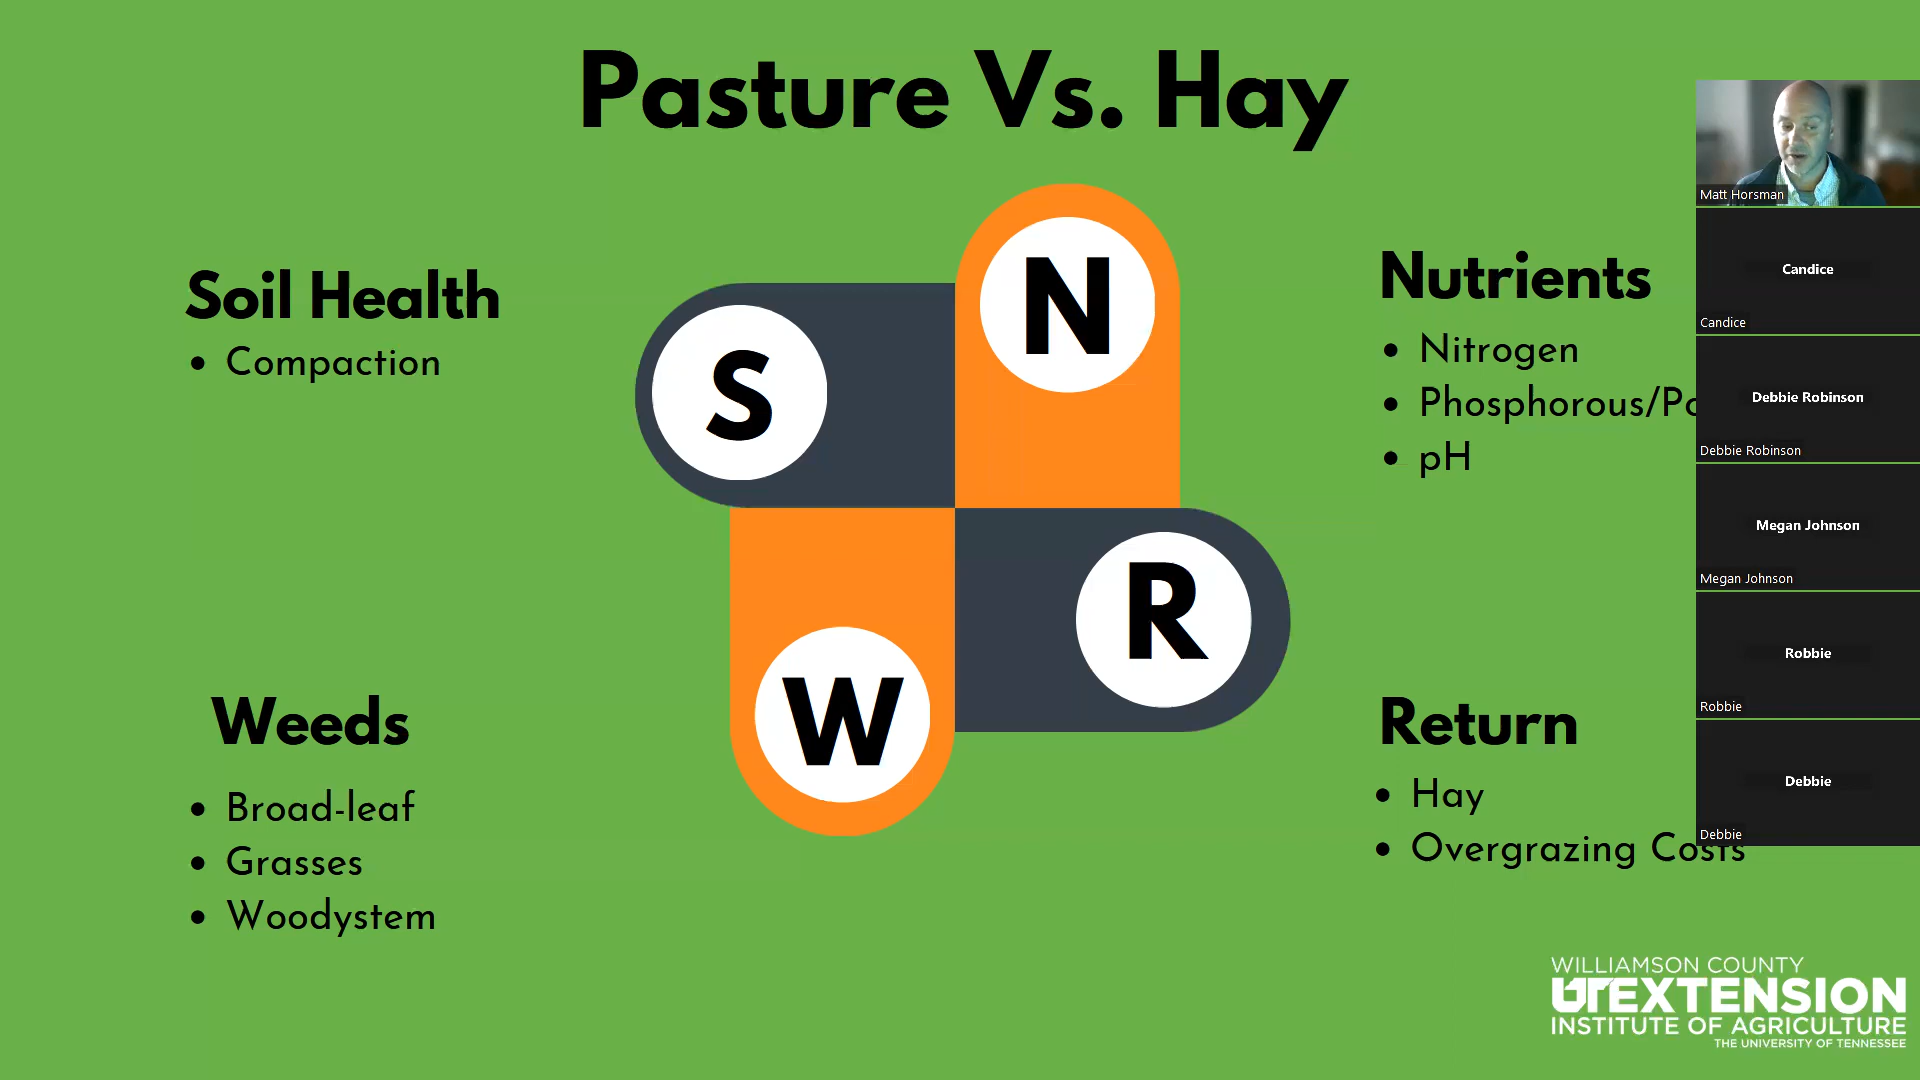 Pasture Vs. Hay
Soil Health
• Compaction
S
N
Nutrients
• Nitrogen
• Phosphorous/Po
• pH
Weeds
• Broad-leaf
• Grasses
• Woodystem
W
R
Return
• Hay
• Overgrazing Costs
Matt Horsman
Candice
Candice
Debbie Robinson
Debbie Robinson
Megan Johnson
Megan Johnson
Robbie
Robbie
Debbie
Debbie
WILLIAMSON COUNTY
UTEXTENSION
INSTITUTE OF AGRICULTURE
THE UNIVERSITY OF TENNESSEE